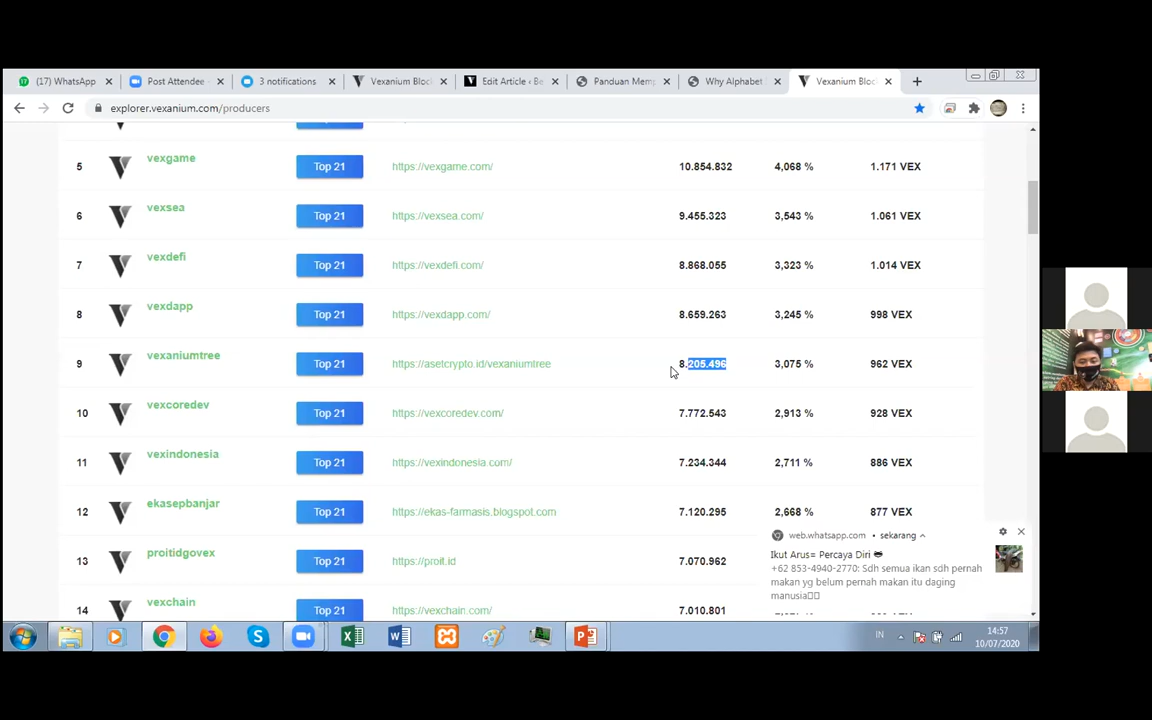 (17) WhatsApp
Post Attendee
3 notifications
Vexanium Bloc
Edit Article ‹ Be
Panduan Memp
Why Alphabet
Vexanium Bloc
explorer.vexanium.com/producers
5 vexgame Top 21 https://vexgame.com/ 10.854.832 4,068 % 1.171 VEX
6 vexsea Top 21 https://vexsea.com/ 9.455.323 3,543 % 1.061 VEX
7 vexdefi Top 21 https://vexdefi.com/ 8.868.055 3,323 % 1.014 VEX
8 vexdapp Top 21 https://vexdapp.com/ 8.659.263 3,245 % 998 VEX
9 vexaniumtree Top 21 https://asetcrypto.id/vexaniumtree 8.205.496 3,075 % 962 VEX
10 vexcoredev Top 21 https://vexcoredev.com/ 7.772.543 2,913 % 928 VEX
11 vexindonesia Top 21 https://vexindonesia.com/ 7.234.344 2,711 % 886 VEX
12 ekasepbanjar Top 21 https://ekas-farmasis.blogspot.com 7.120.295 2,668 % 877 VEX
13 proitidgovex Top 21 https://proit.id 7.070.962
14 vexchain Top 21 https://vexchain.com/ 7.010.801
web.whatsapp.com • sekarang
Ikut Arus= Percaya Diri
+62 853-4940-2770: Sdh semua ikan sdh pernah
makan yg belum pernah makan itu daging
manusia
IN
14:57
10/07/2020